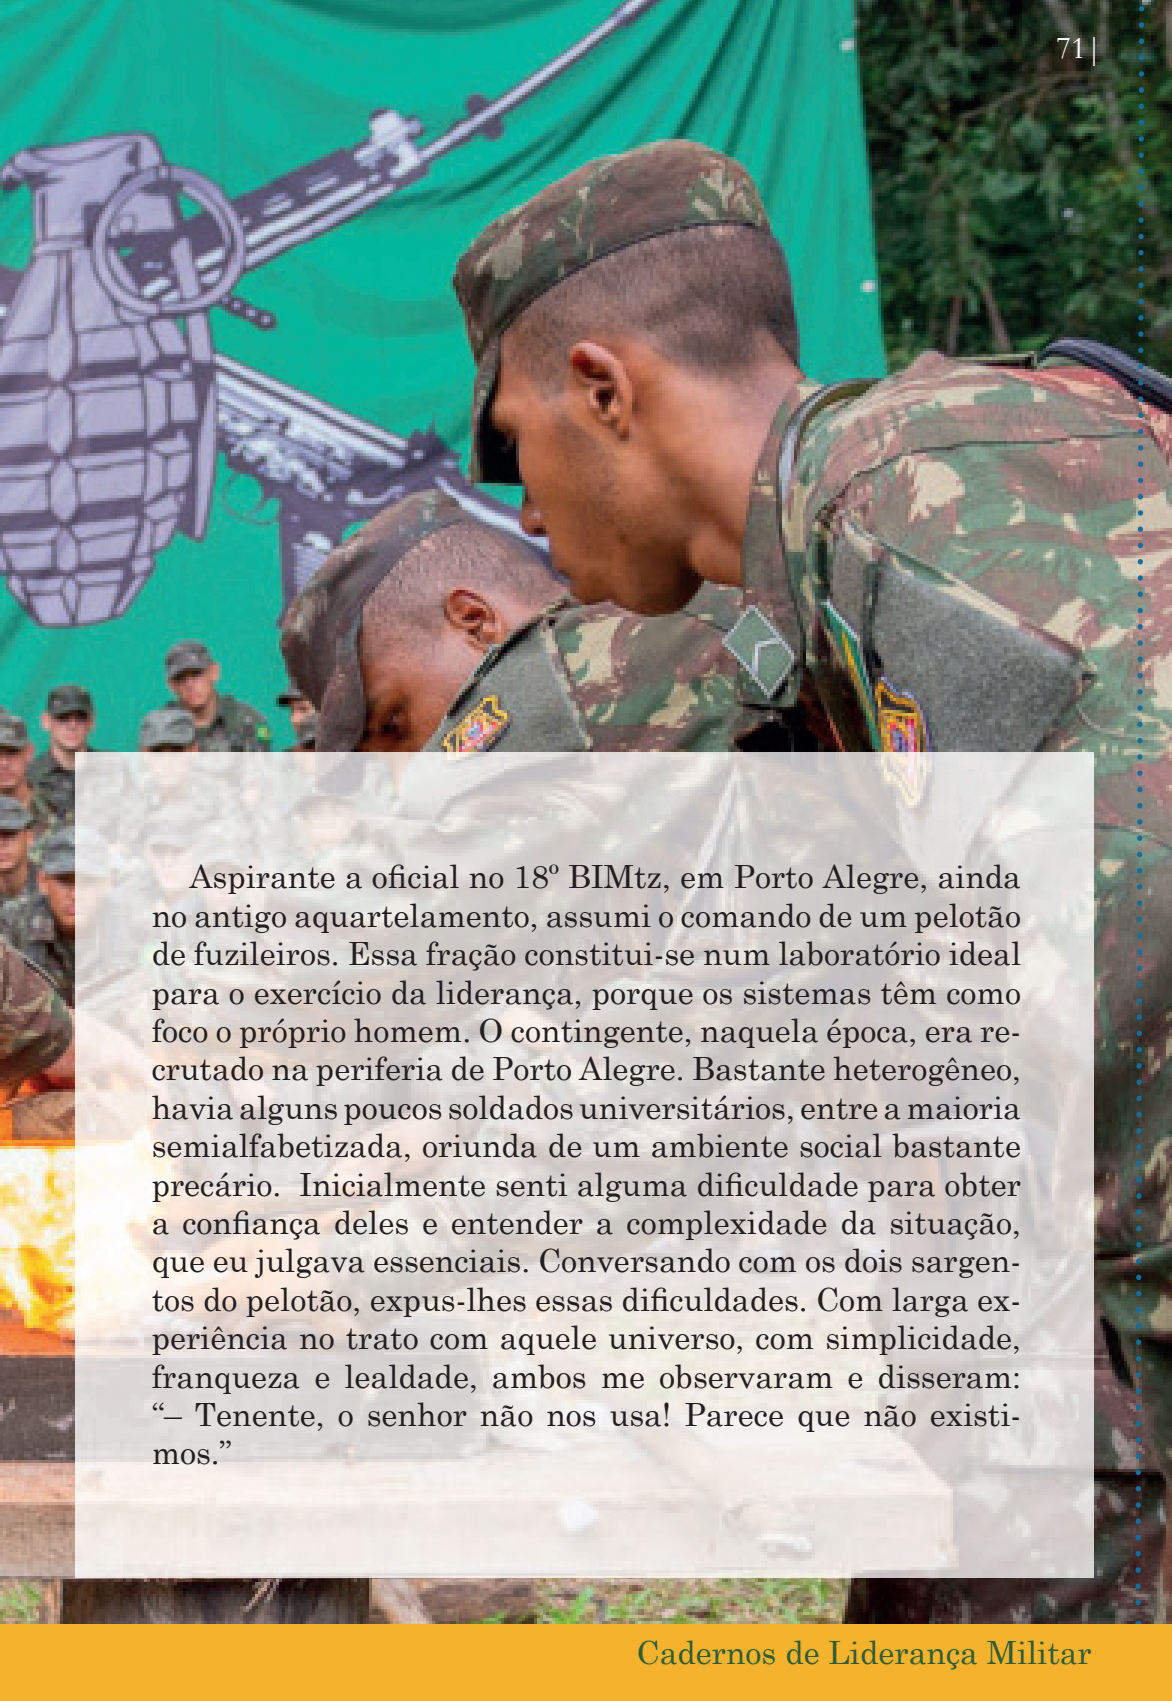 71|
Aspirante a oficial no 18º BIMtz, em Porto Alegre, ainda
no antigo aquartelamento, assumi o comando de um pelotão
de fuzileiros. Essa fração constitui-se num laboratório ideal
para o exercício da liderança, porque os sistemas têm como
foco o próprio homem. O contingente, naquela época, era re-
crutado na periferia de Porto Alegre. Bastante heterogêneo,
havia alguns poucos soldados universitários, entre a maioria
semialfabetizada, oriunda de um ambiente social bastante
precário. Inicialmente senti alguma dificuldade para obter
a confiança deles e entender a complexidade da situação,
que eu julgava essenciais. Conversando com os dois sargen-
tos do pelotão, expus-lhes essas dificuldades. Com larga ex-
periência no trato com aquele universo, com simplicidade,
franqueza e lealdade, ambos me observaram e disseram:
“– Tenente, o senhor não nos usa! Parece que não existi-
mos.”
Cadernos de Liderança Militar